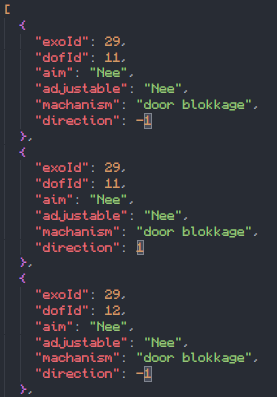 [
{
"exoId": 29,
"dofId": 11,
"aim": "Nee",
"adjustable": "Nee",
"machanism": "door blokkage",
"direction": -1
},
{
"exoId": 29,
"dofId": 11,
"aim": "Nee",
"adjustable": "Nee",
"machanism": "door blokkage",
"direction": 1
},
{
"exoId": 29,
"dofId": 12,
"aim": "Nee",
"adjustable": "Nee",
"machanism": "door blokkage",
"direction": -1
},